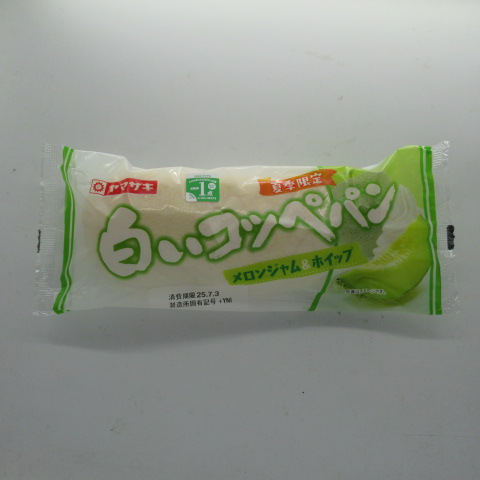 ヤマザキ
1点
夏季限定
白いコッペパン
メロンジャム&ホイップ
消費期限 25.7.3
製造所固有記号 +YNI